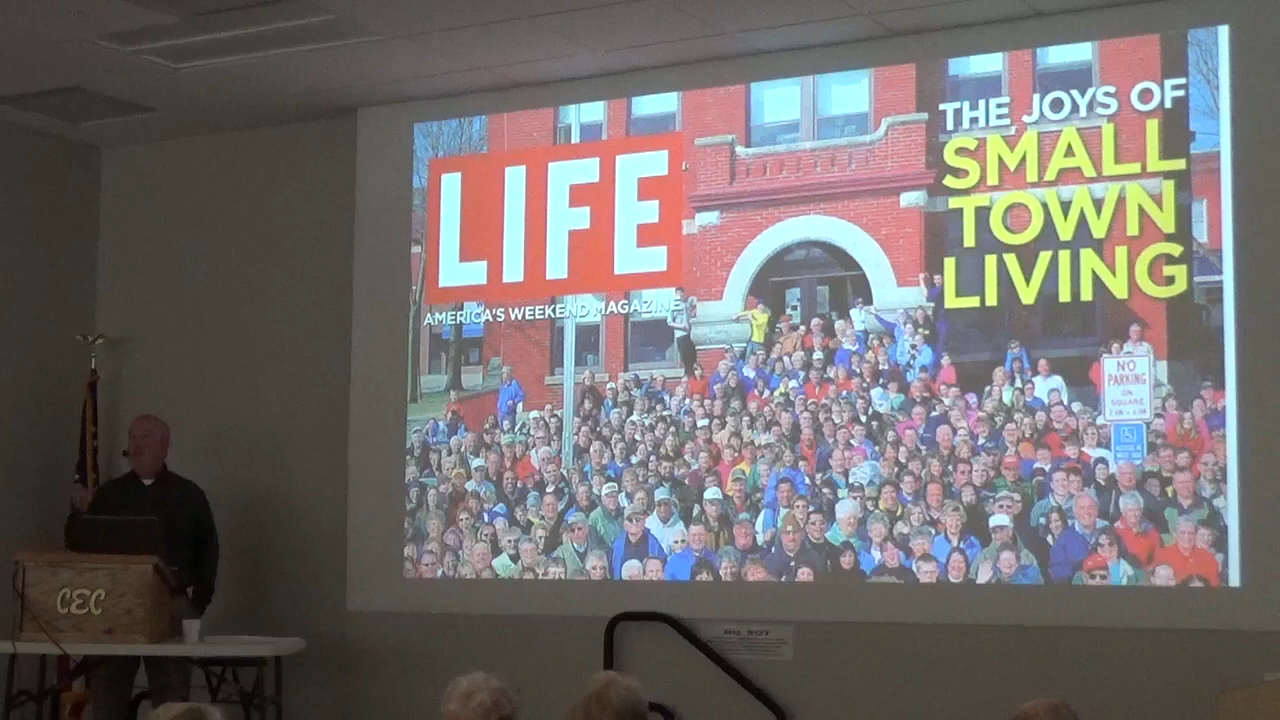 LIFE
AMERICA'S WEEKEND MAGAZINE
THE JOYS OF
SMALL
TOWN
LIVING
NO
PARKING
ON
SQUARE
CEC